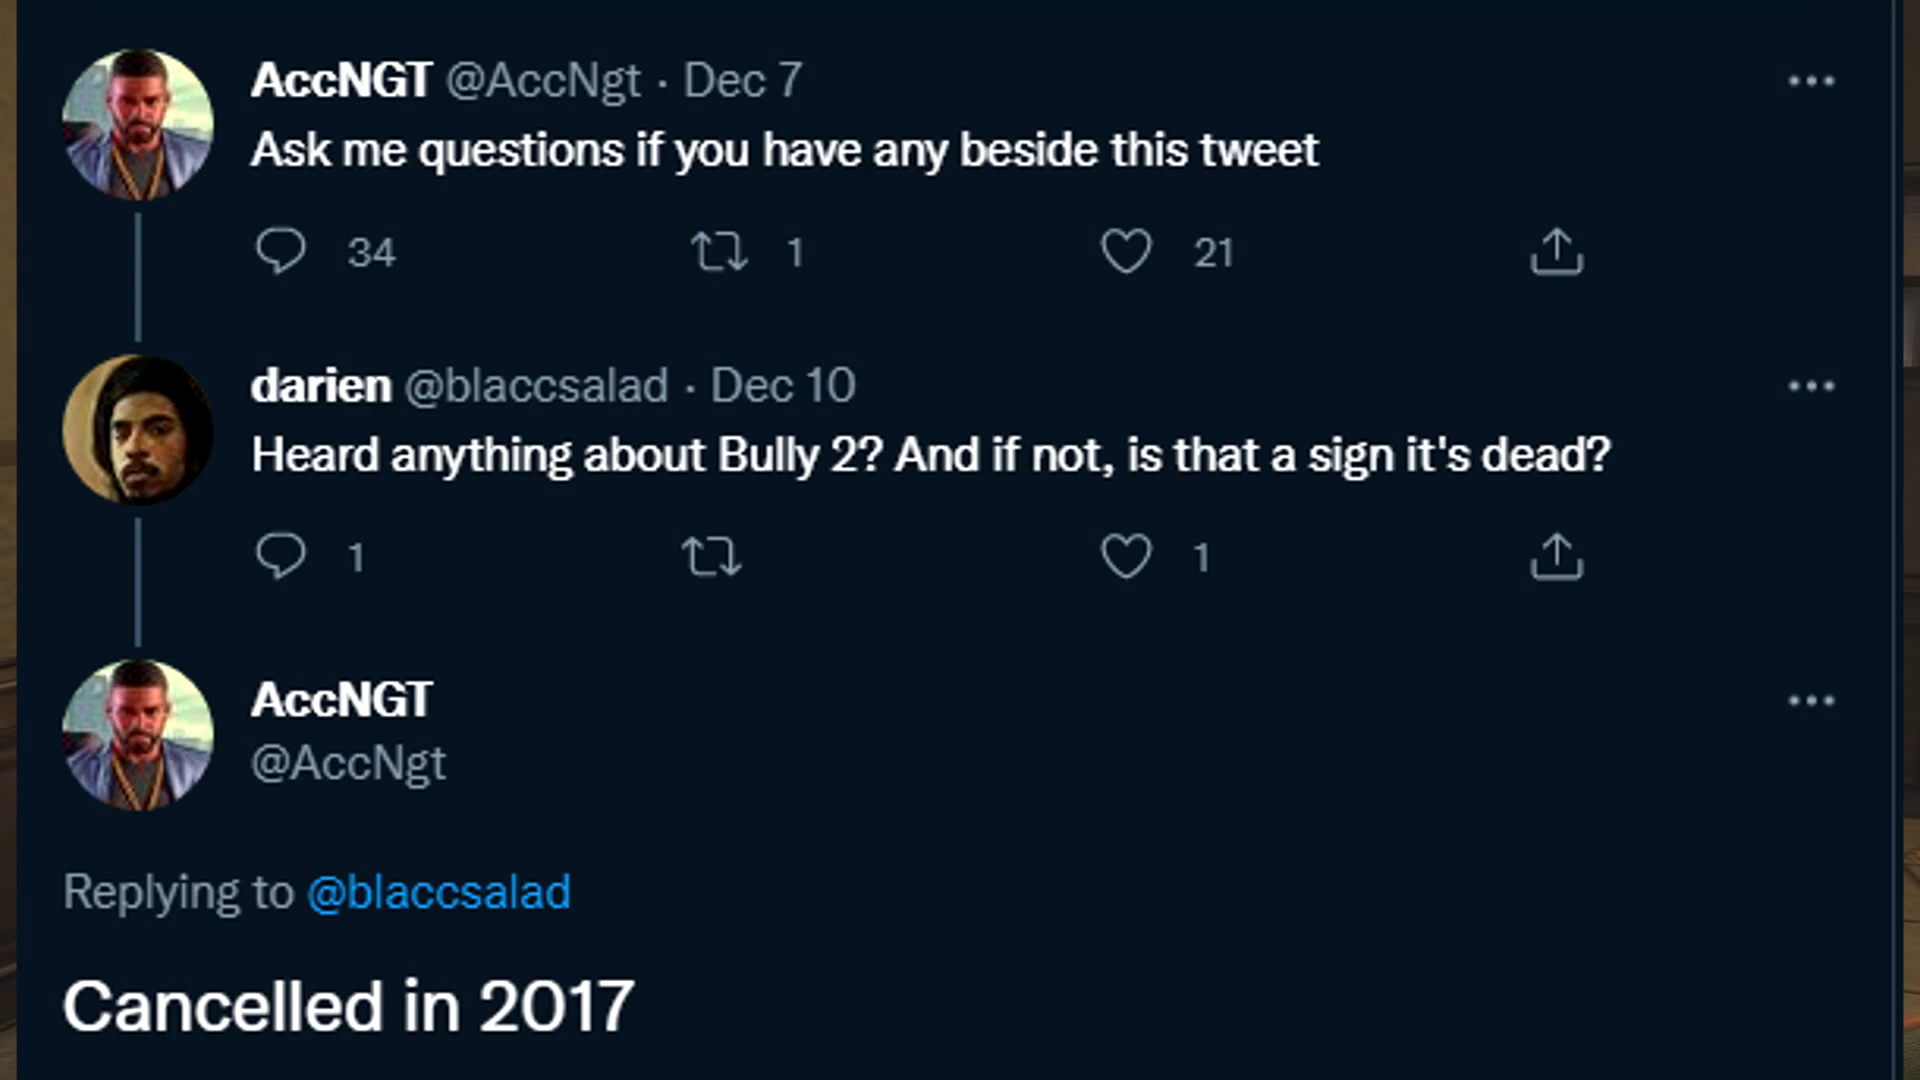 AccNGT @AccNgt · Dec 7
Ask me questions if you have any beside this tweet
34 1 21
darien @blaccsalad · Dec 10
Heard anything about Bully 2? And if not, is that a sign it's dead?
1 1
AccNGT
@AccNgt
Replying to @blaccsalad
Cancelled in 2017